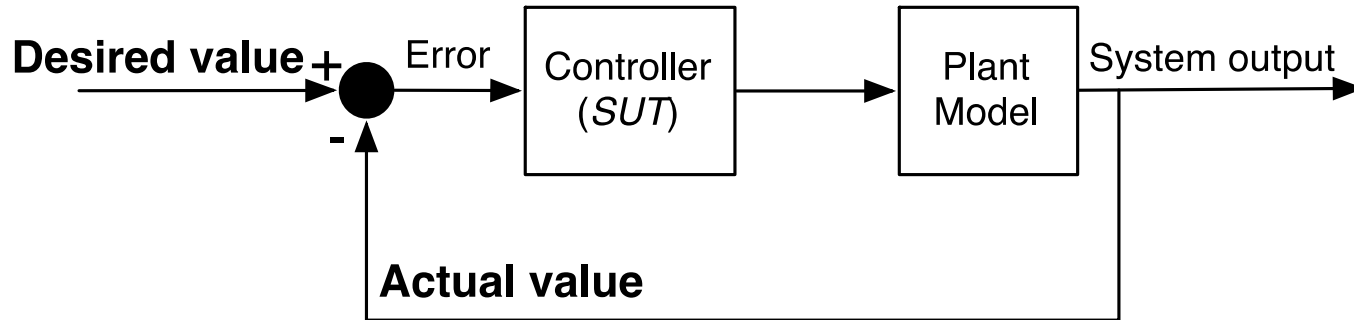 Desired value
+
-
Error
Controller
(SUT)
Plant
Model
System output
Actual value